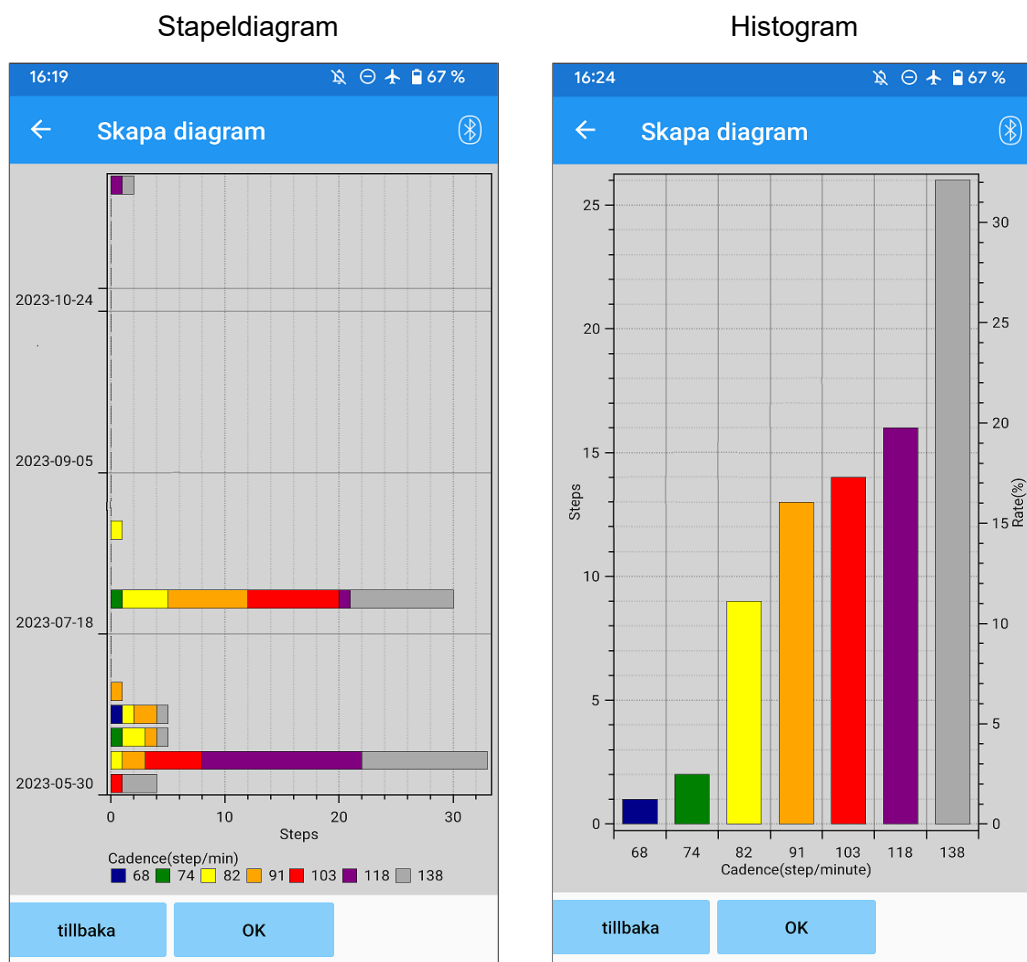 Stapeldiagram
16:19 67 %
Skapa diagram
2023-10-24
2023-09-05
2023-07-18
2023-05-30
0 10 20 30
Steps
Cadence(step/min)
68 74 82 91 103 118 138
tillbaka OK
Histogram
16:24 67 %
Skapa diagram
25
20
15
10
5
0
Steps
30
25
20
15
10
5
0
Rate(%)
68 74 82 91 103 118 138
Cadence(step/minute)
tillbaka OK